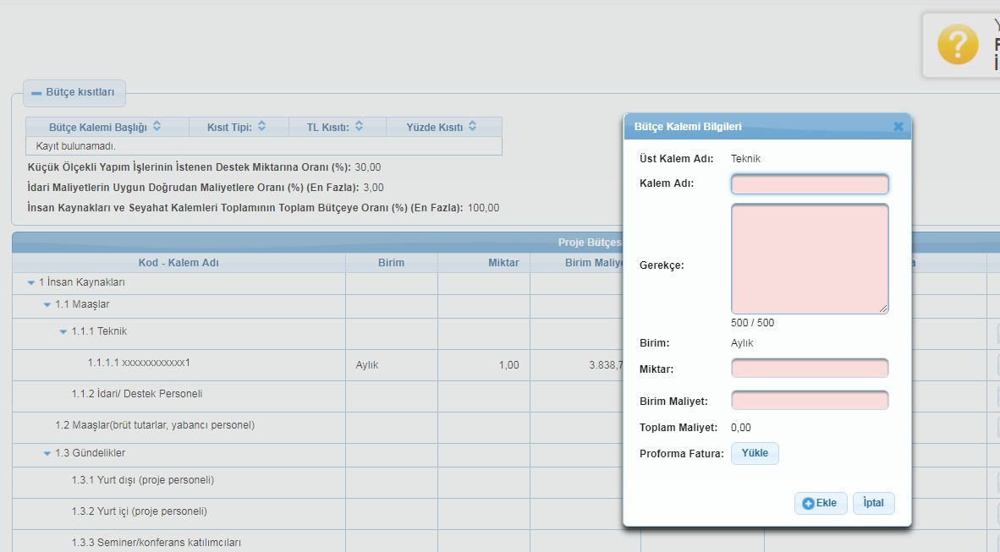 Bütçe kısıtları
Bütçe Kalemi Başlığı Kısıt Tipi: TL Kısıtı: Yüzde Kısıtı
Kayıt bulunamadı.
Küçük Ölçekli Yapım İşlerinin İstenen Destek Miktarına Oranı (%): 30,00
İdari Maliyetlerin Uygun Doğrudan Maliyetlere Oranı (%) (En Fazla): 3,00
İnsan Kaynakları ve Seyahat Kalemleri Toplamının Toplam Bütçeye Oranı (%) (En Fazla): 100,00
Proje Bütçes
Kod - Kalem Adı Birim Miktar Birim Maliye
1 İnsan Kaynakları
1.1 Maaşlar
1.1.1 Teknik
1.1.1.1 xxxxxxxxxxxx1 Aylık 1,00 3.838,7
1.1.2 İdari/ Destek Personeli
1.2 Maaşlar(brüt tutarlar, yabancı personel)
1.3 Gündelikler
1.3.1 Yurt dışı (proje personeli)
1.3.2 Yurt içi (proje personeli)
1.3.3 Seminer/konferans katılımcıları
Bütçe Kalemi Bilgileri
Üst Kalem Adı: Teknik
Kalem Adı:
Gerekçe:
500 / 500
Birim: Aylık
Miktar:
Birim Maliyet:
Toplam Maliyet: 0,00
Proforma Fatura: Yükle
Ekle İptal